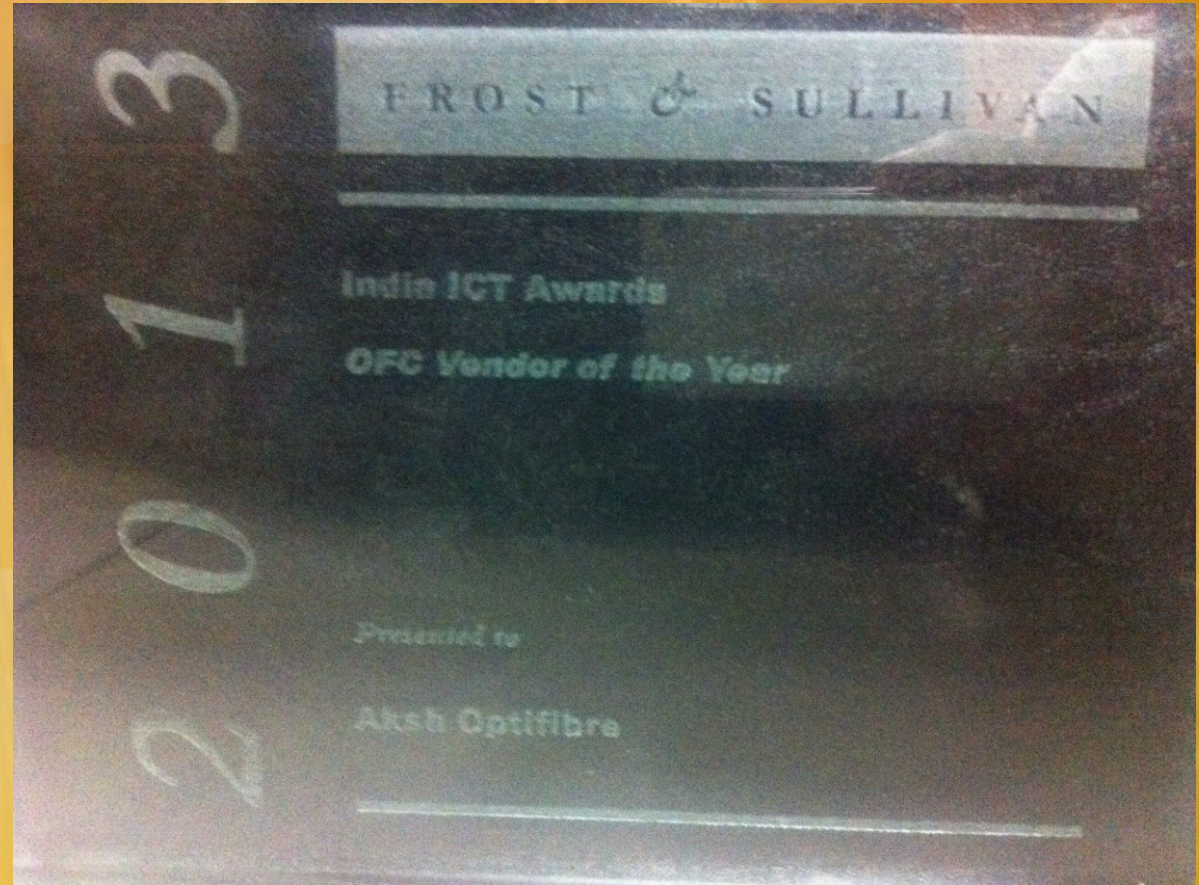 2013
FROST & SULLIVAN
India ICT Awards
OFC Vendor of the Year
Presented to
Aksh Optifibre